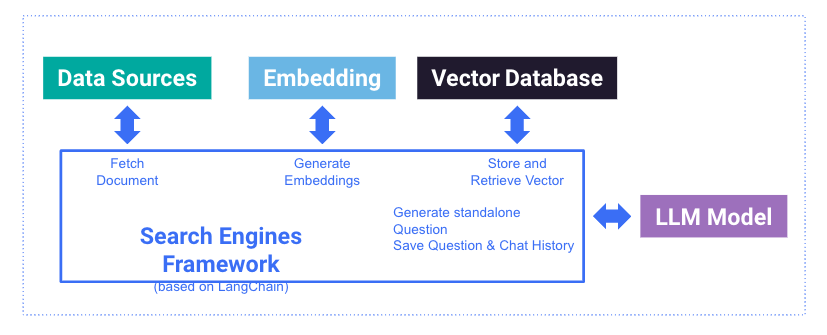 Data Sources
Embedding
Vector Database
Fetch
Document
Generate
Embeddings
Store and
Retrieve Vector
Generate standalone
Question
Save Question & Chat History
LLM Model
Search Engines
Framework
(based on LangChain)